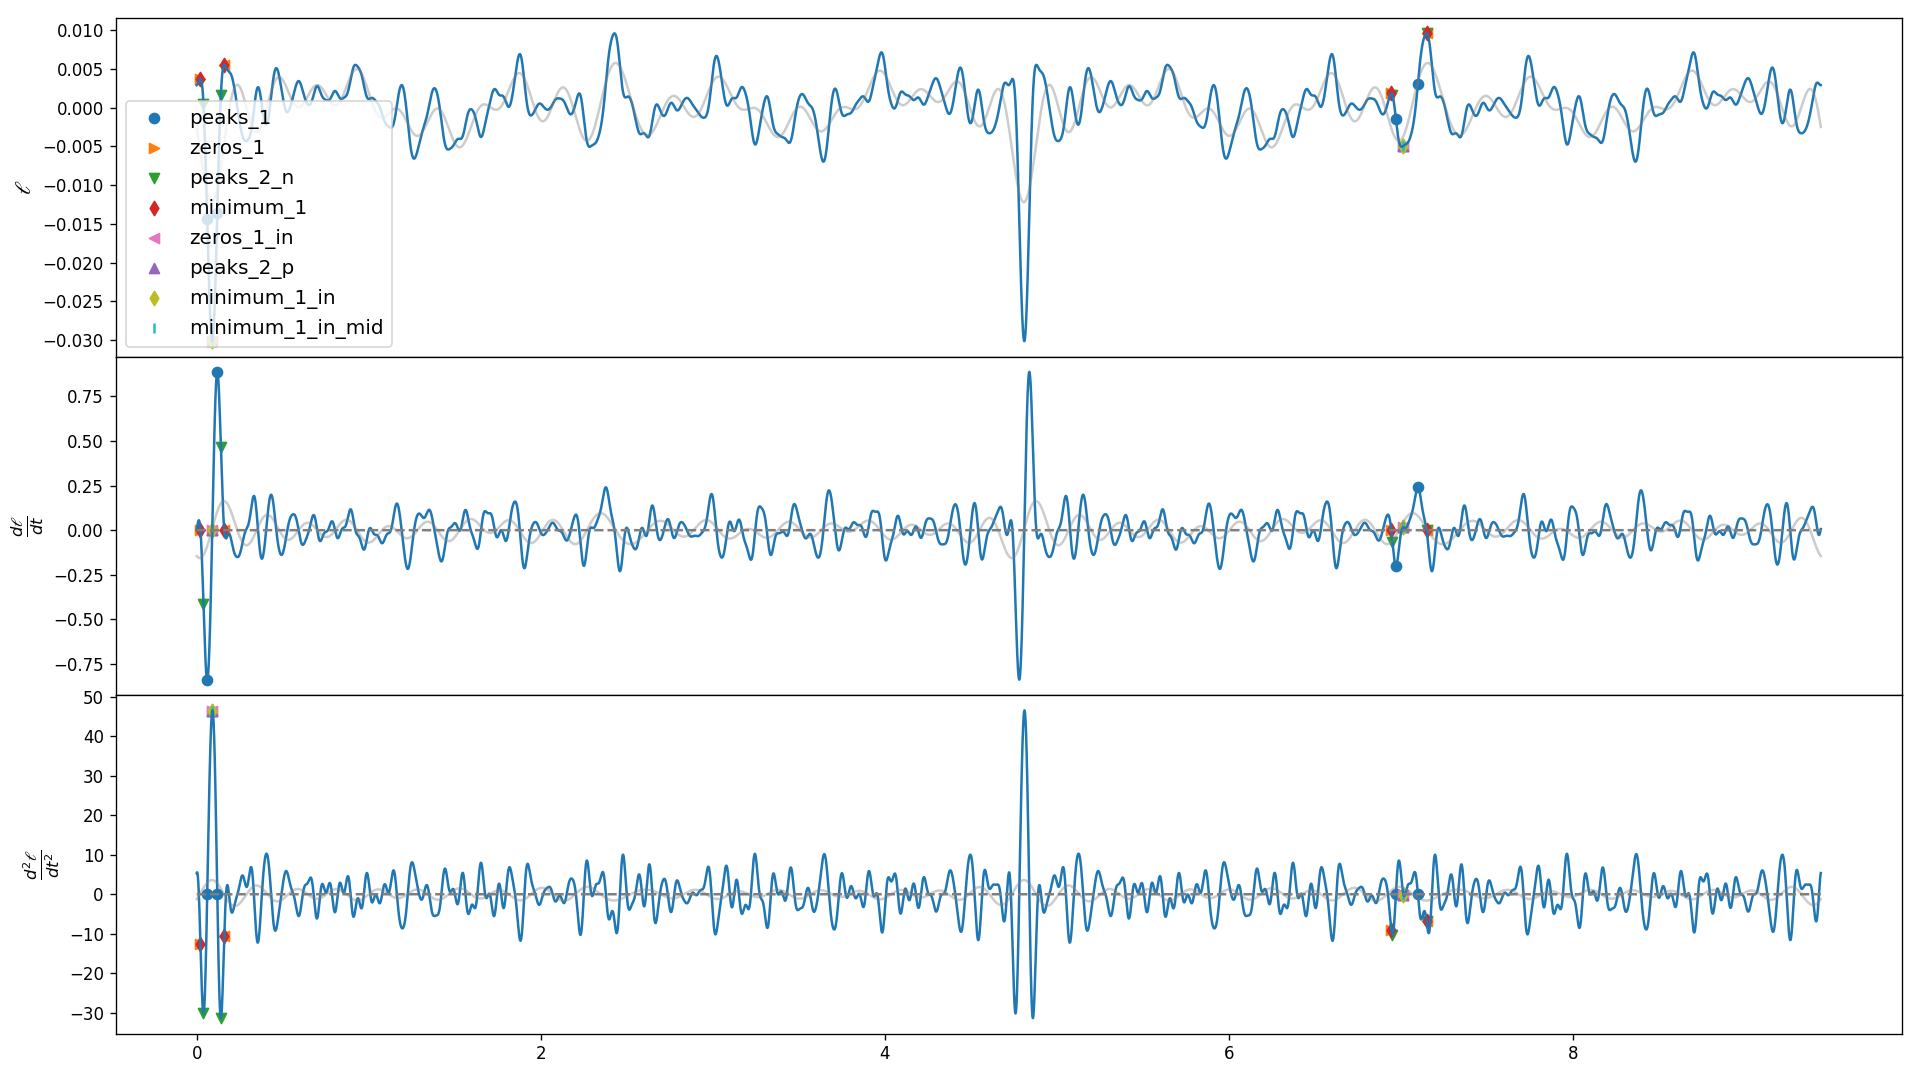 0.010
0.005
0.000
−0.005
−0.010
−0.015
−0.020
−0.025
−0.030
ℓ
peaks_1
zeros_1
peaks_2_n
minimum_1
zeros_1_in
peaks_2_p
minimum_1_in
minimum_1_in_mid
0.75
0.50
0.25
0.00
−0.25
−0.50
−0.75
dℓ
dt
50
40
30
20
10
0
−10
−20
−30
d²ℓ
dt²
0 2 4 6 8